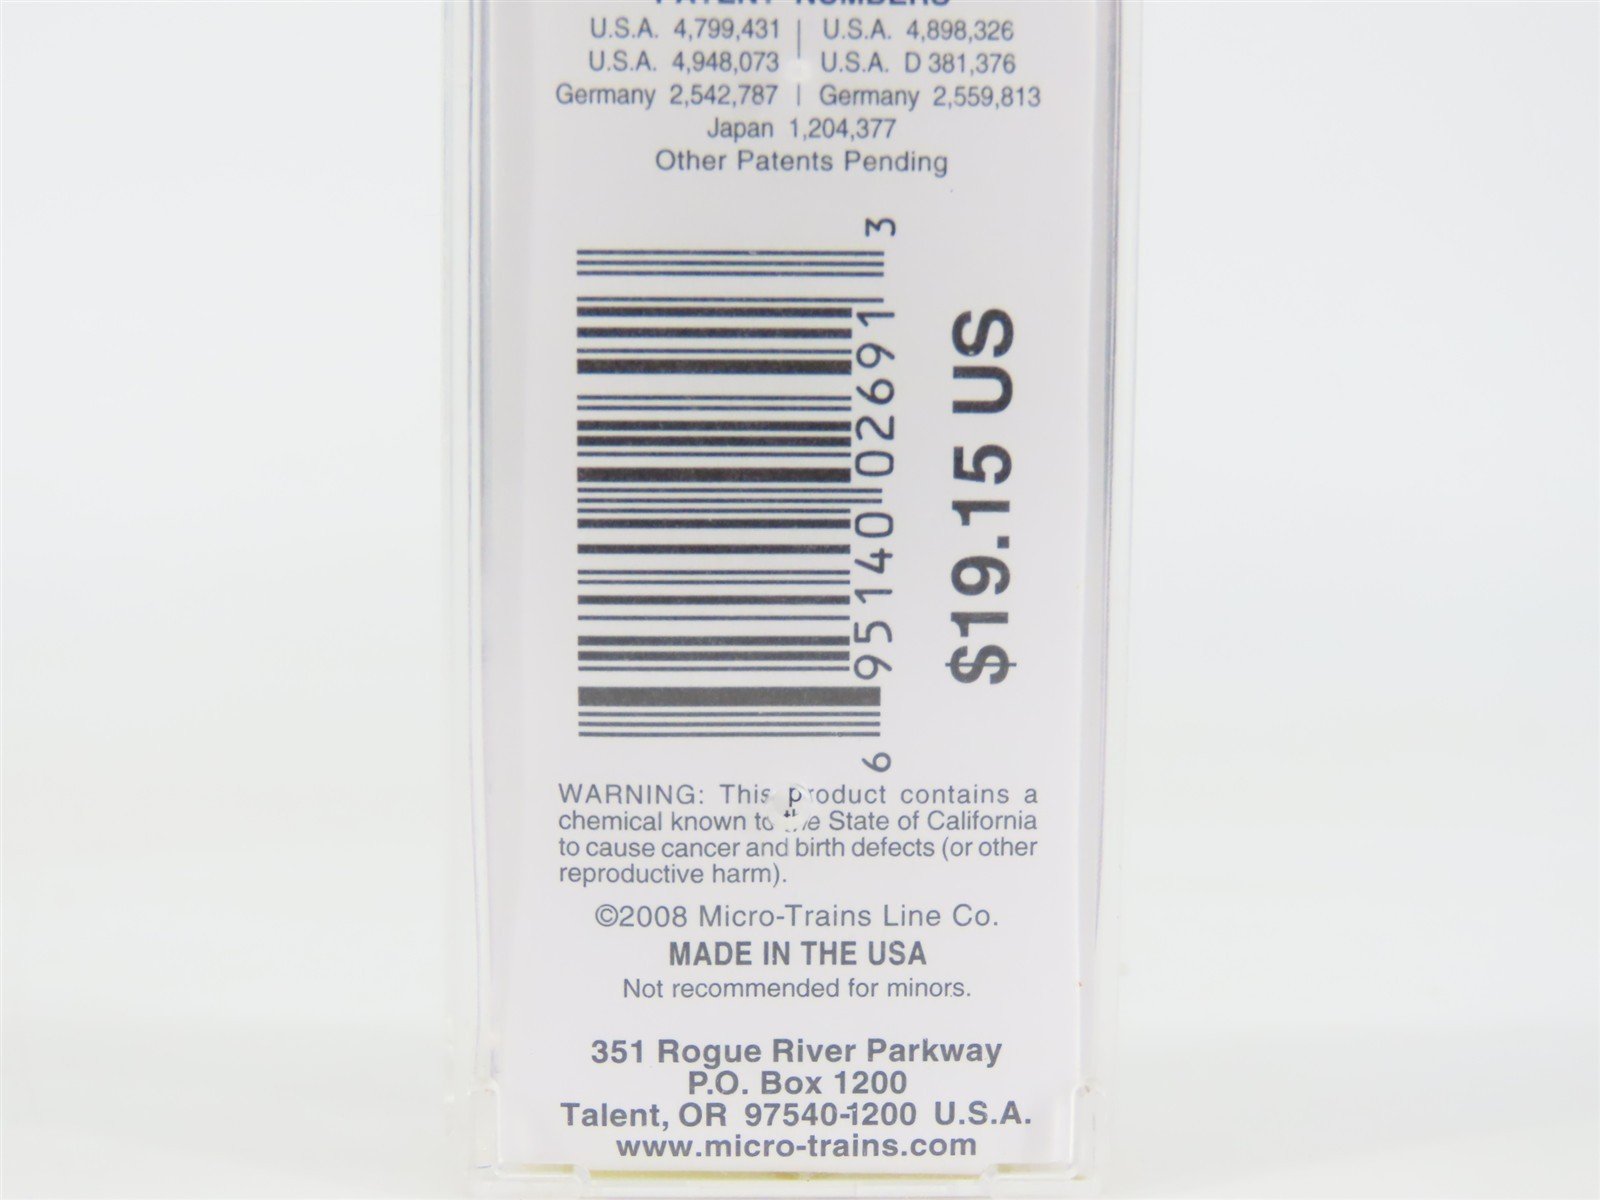 PATENT NUMBERS
U.S.A. 4,799,431 | U.S.A. 4,898,326
U.S.A. 4,948,073 U.S.A. D 381,376
Germany 2,542,787 | Germany 2,559,813
Japan 1,204,377
Other Patents Pending
6 95140 02691 3
$19.15 US
WARNING: This product contains a
chemical known to the State of California
to cause cancer and birth defects (or other
reproductive harm).
©2008 Micro-Trains Line Co.
MADE IN THE USA
Not recommended for minors.
351 Rogue River Parkway
P.O. Box 1200
Talent, OR 97540-1200 U.S.A.
www.micro-trains.com